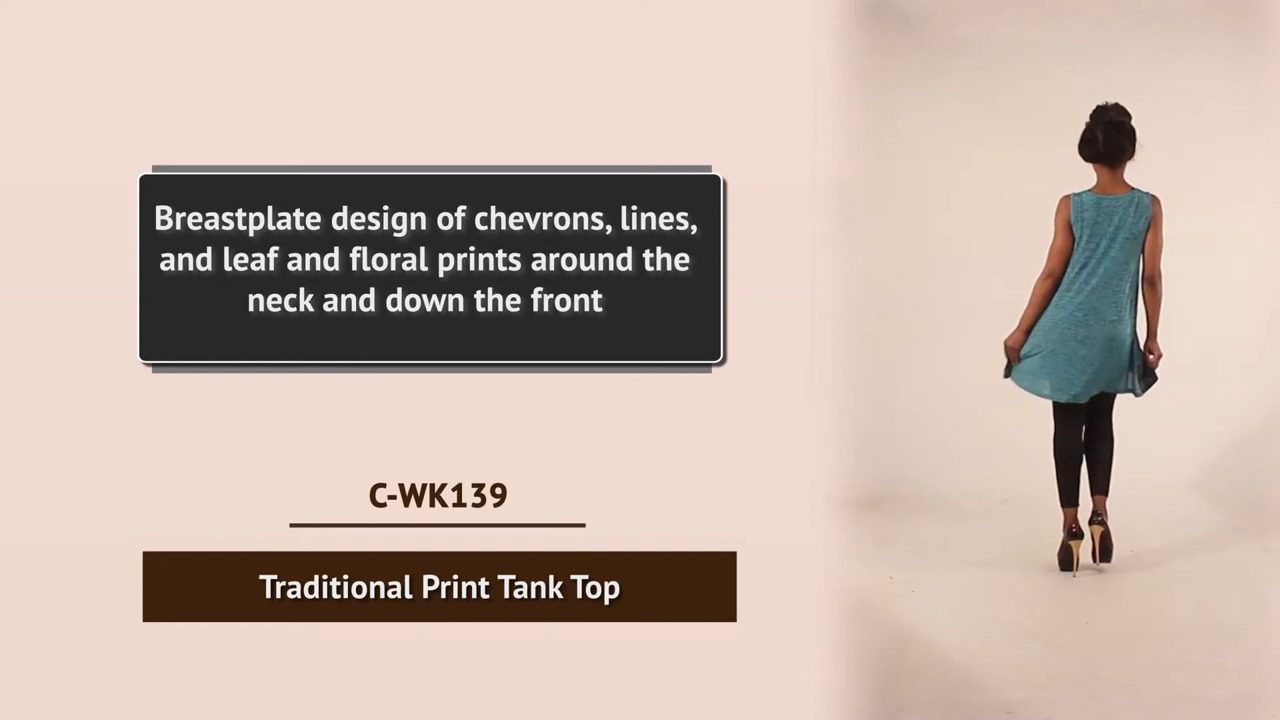 Breastplate design of chevrons, lines,
and leaf and floral prints around the
neck and down the front
C-WK139
Traditional Print Tank Top